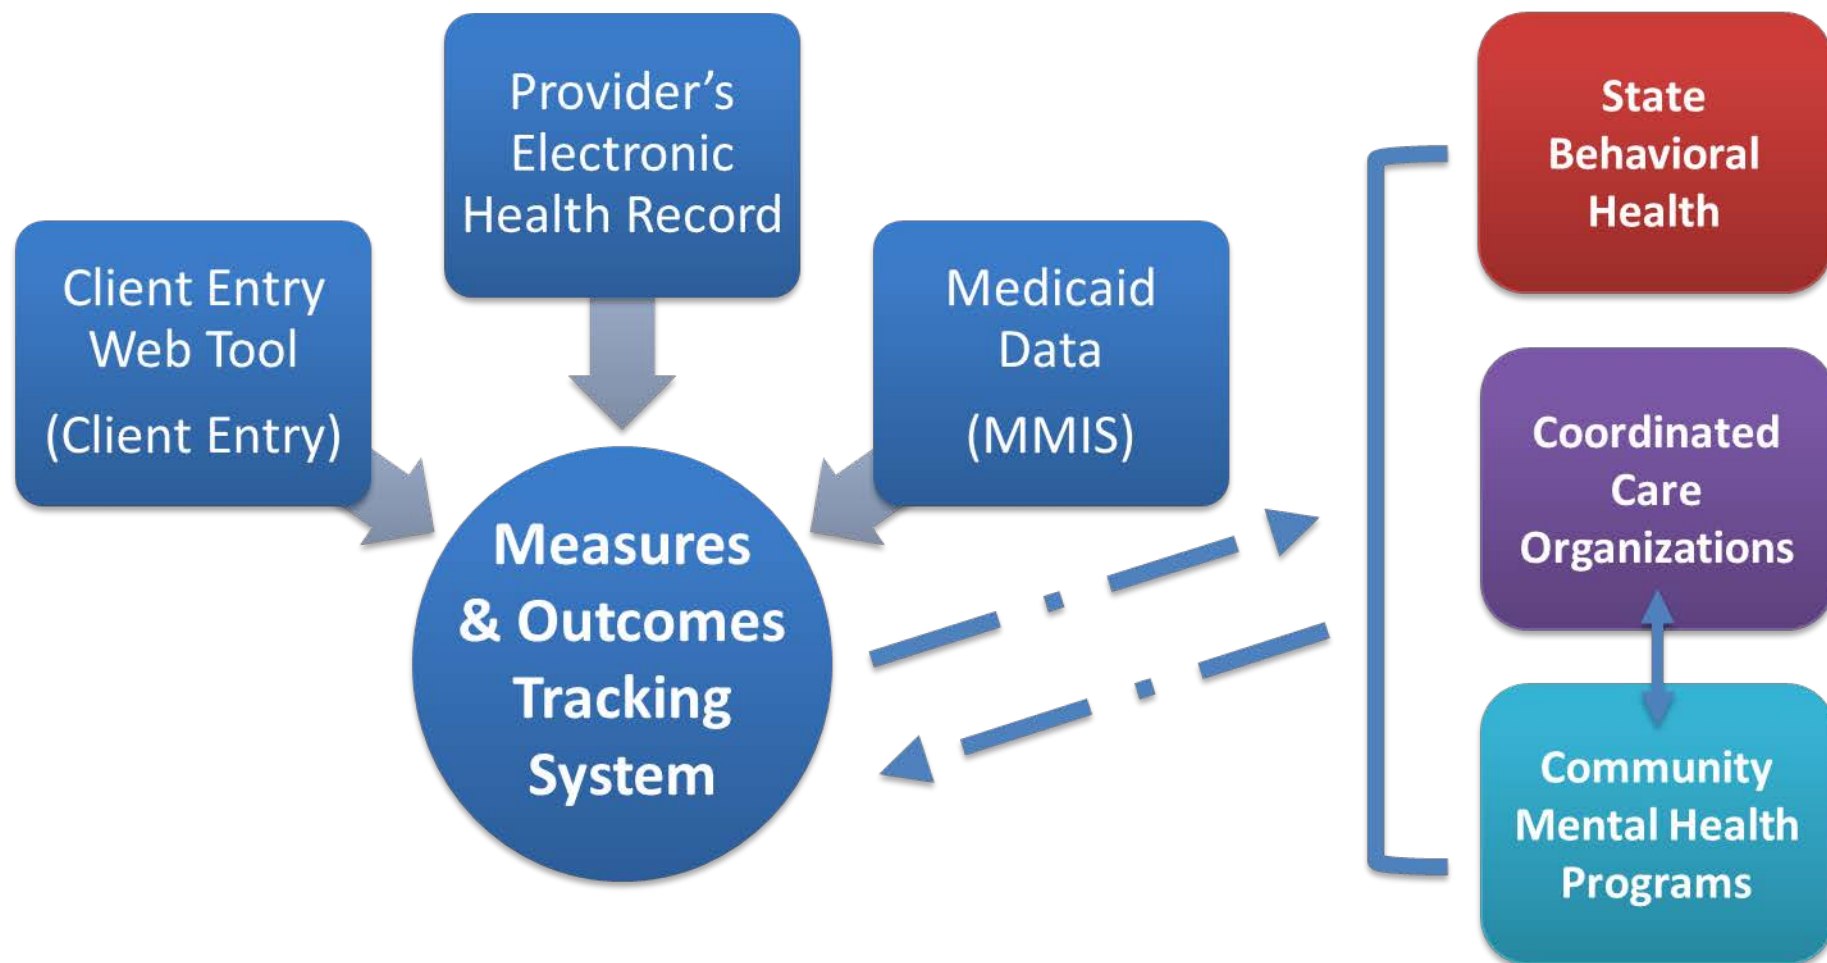 Provider’s
Electronic
Health Record
Client Entry
Web Tool
(Client Entry)
Medicaid
Data
(MMIS)
Measures
& Outcomes
Tracking
System
State
Behavioral
Health
Coordinated
Care
Organizations
Community
Mental Health
Programs